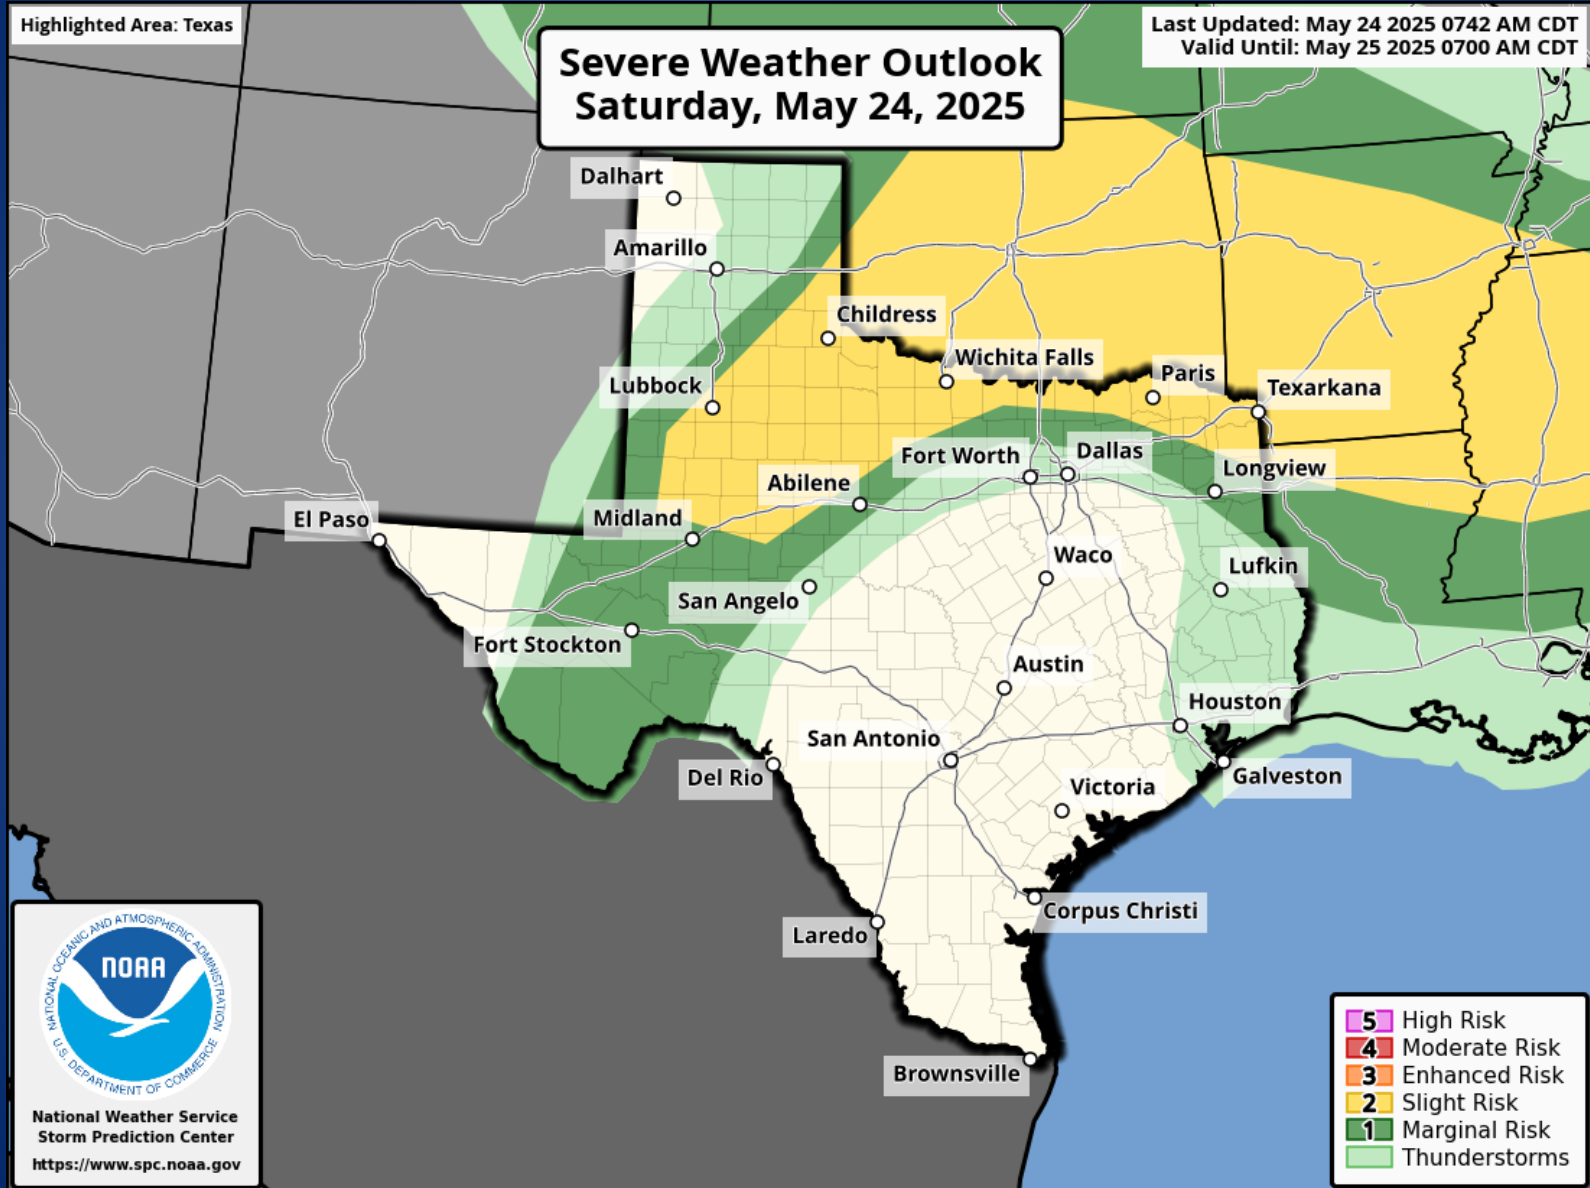 Highlighted Area: Texas
Severe Weather Outlook
Saturday, May 24, 2025
Last Updated: May 24 2025 0742 AM CDT
Valid Until: May 25 2025 0700 AM CDT
Dalhart
Amarillo
Childress
Wichita Falls
Paris
Texarkana
Lubbock
Fort Worth
Dallas
Longview
Abilene
El Paso
Midland
Waco
Lufkin
San Angelo
Fort Stockton
Austin
Houston
San Antonio
Del Rio
Galveston
Victoria
Corpus Christi
Laredo
Brownsville
NATIONAL OCEANIC AND ATMOSPHERIC ADMINISTRATION
NOAA
U.S. DEPARTMENT OF COMMERCE
National Weather Service
Storm Prediction Center
https://www.spc.noaa.gov
5 High Risk
4 Moderate Risk
3 Enhanced Risk
2 Slight Risk
1 Marginal Risk
Thunderstorms